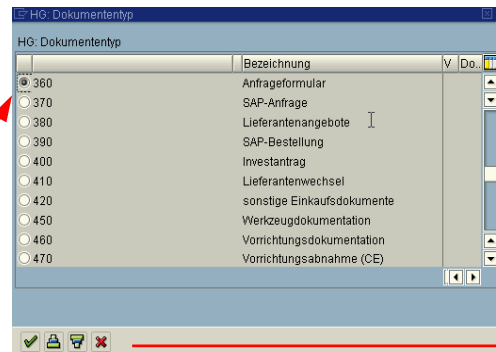 HG: Dokumententyp
HG: Dokumententyp
Bezeichnung V Do..
360 Anfrageformular
370 SAP-Anfrage
380 Lieferantenangebote
390 SAP-Bestellung
400 Investantrag
410 Lieferantenwechsel
420 sonstige Einkaufsdokumente
450 Werkzeugdokumentation
460 Vorrichtungsdokumentation
470 Vorrichtungsabnahme (CE)